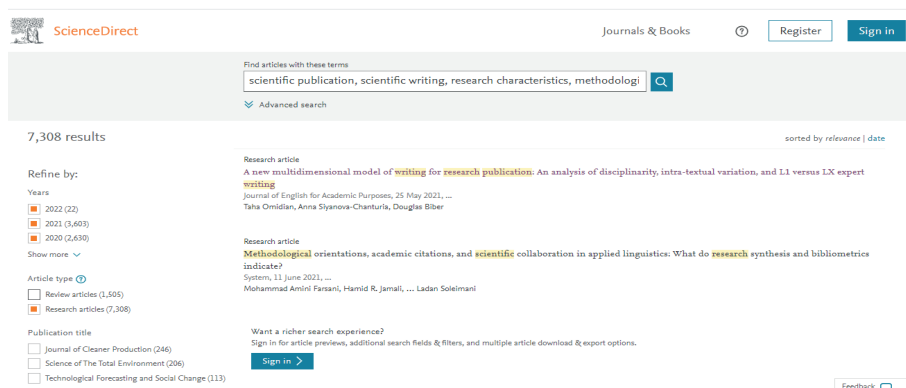 ScienceDirect
Journals & Books
Register
Sign in
Find articles with these terms
scientific publication, scientific writing, research characteristics, methodologi
Advanced search
7,308 results
sorted by relevance | date
Refine by:
Years
2022 (22)
2021 (3,603)
2020 (2,630)
Show more
Article type
Review articles (1,505)
Research articles (7,308)
Publication title
Journal of Cleaner Production (246)
Science of The Total Environment (206)
Technological Forecasting and Social Change (113)
Research article
A new multidimensional model of writing for research publication: An analysis of disciplinarity, intra-textual variation, and L1 versus LX expert
writing
Journal of English for Academic Purposes, 25 May 2021, ...
Taha Omidian, Anna Siyanova-Chanturia, Douglas Biber
Research article
Methodological orientations, academic citations, and scientific collaboration in applied linguistics: What do research synthesis and bibliometrics
indicate?
System, 11 June 2021, ...
Mohammad Amini Farsani, Hamid R. Jamali, ... Ladan Soleimani
Want a richer search experience?
Sign in for article previews, additional search fields & filters, and multiple article download & export options.
Sign in >
Feedback